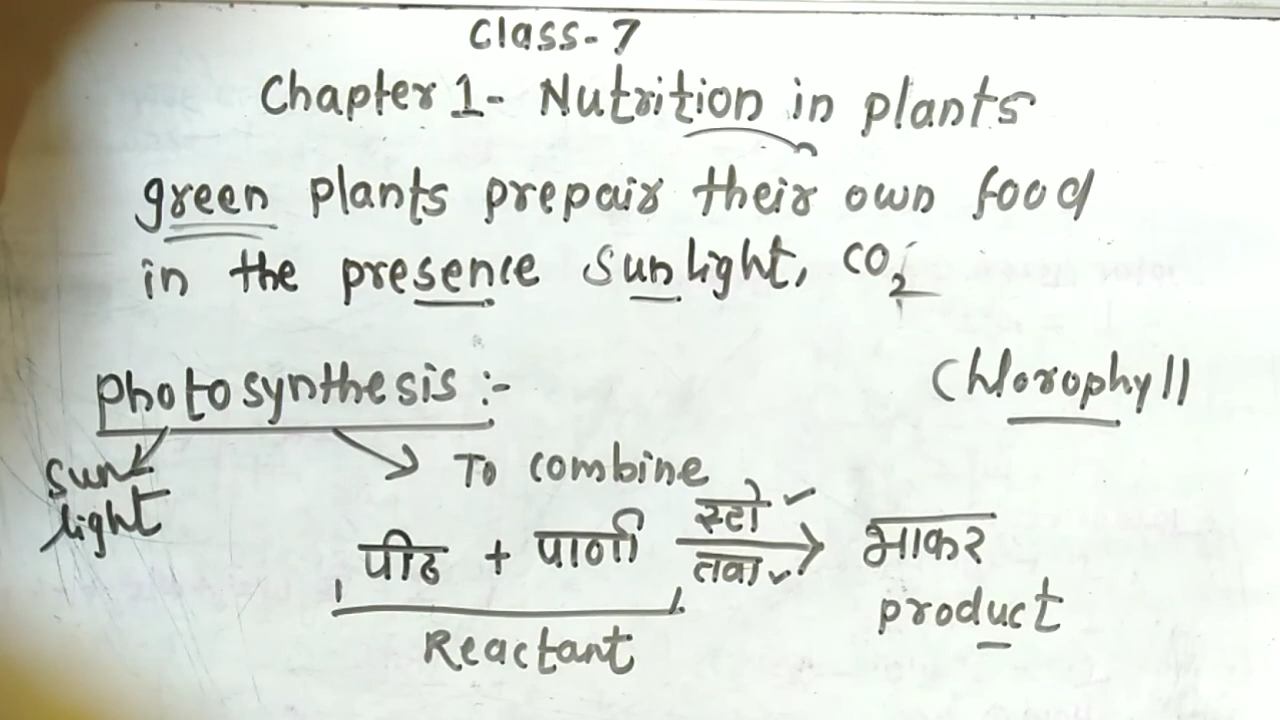 Class-7
Chapter 1- Nutrition in plants
green plants prepair their own food
in the presence sunlight, CO₂
photosynthesis :- Chlorophyll
sun To combine
light
पीठ + पाणी स्टो भाकर
तवा
product
Reactant